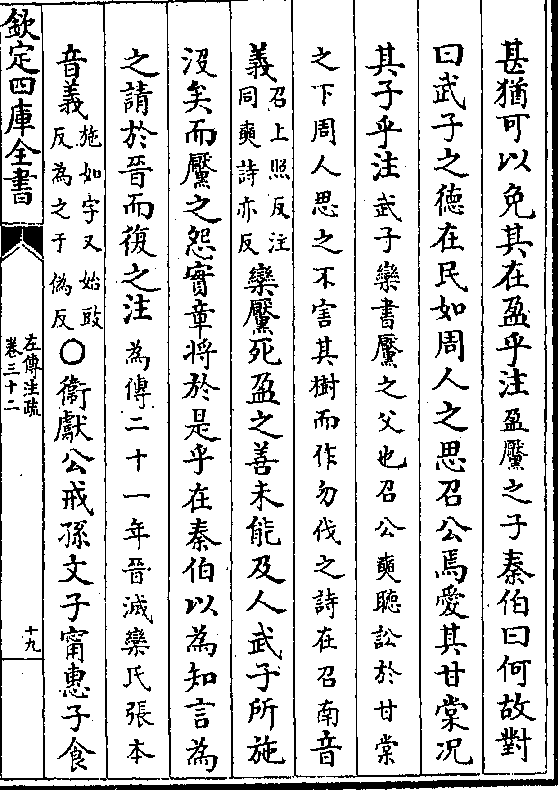 甚猶可以免其在盈乎注盈黶之子秦伯曰何故對
曰武子之德在民如周人之思召公焉愛其甘棠况
其子乎注武子欒書黶之父也召公奭聽訟於甘棠
之下周人思之不害其樹而作勿伐之詩在召南音
義召上照反注同奭詩亦反欒黶死盈之善未能及人武子所施
沒矣而黶之怨實章將於是乎在秦伯以為知言為
之請於晉而復之注為傳二十一年晉滅欒氏張本
音義施如字又始豉反為之于偽反○衞獻公戒孫文子甯惠子食
欽定四庫全書
左傳注疏
卷三十二
十九